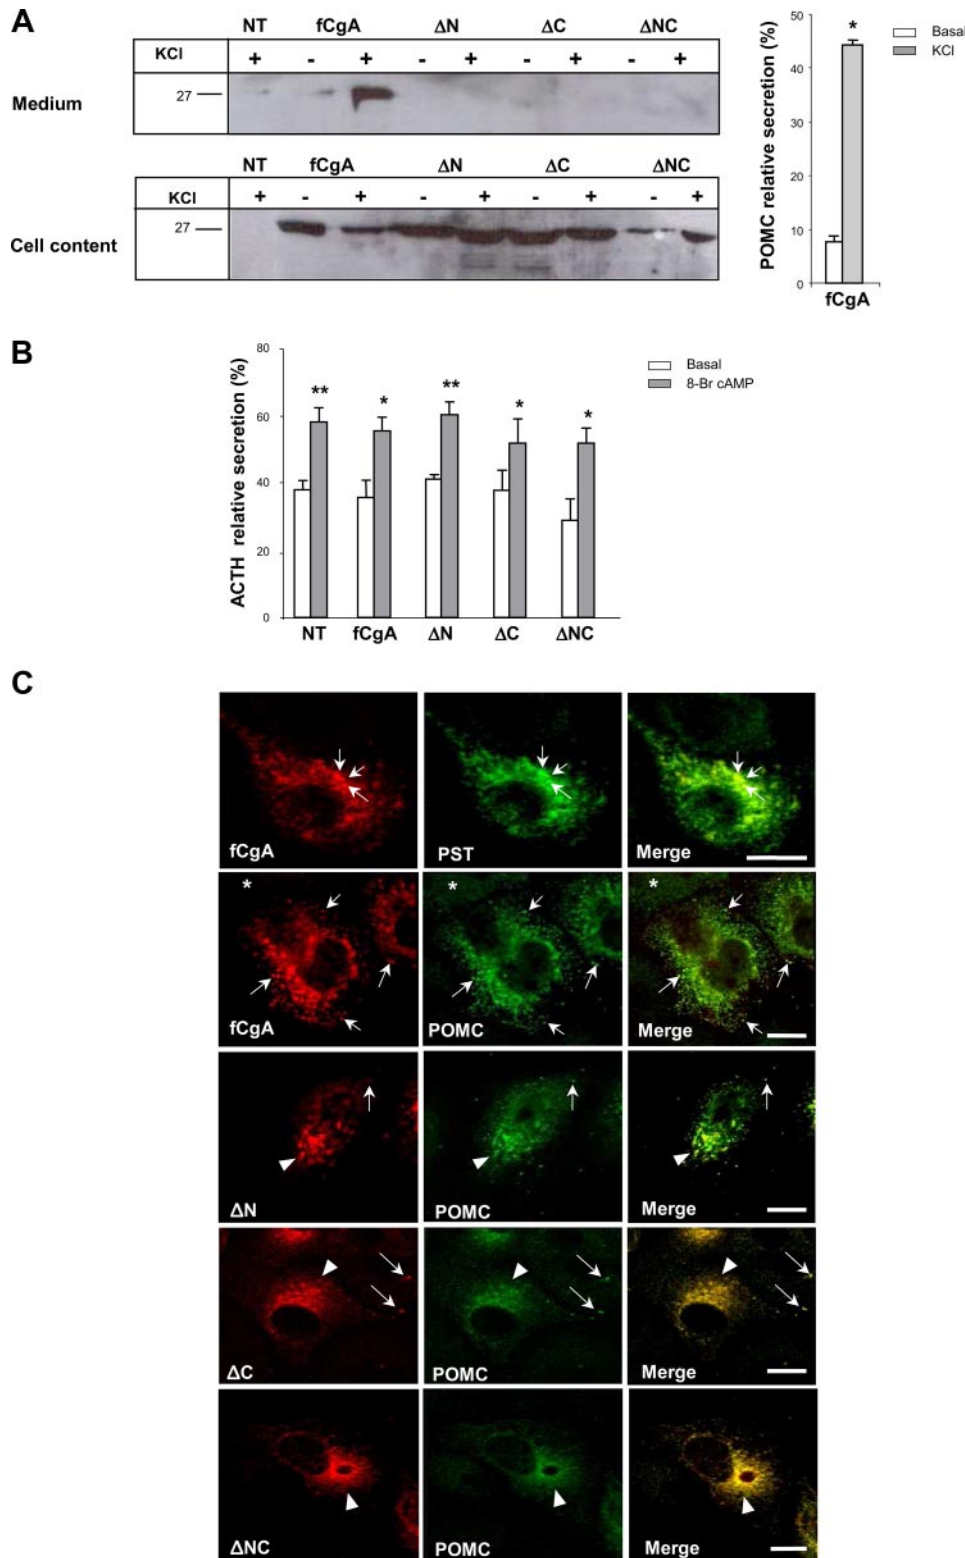 A
NT fCgA ΔN ΔC ΔNC
KCl + - + - + - + - +
Medium
27
NT fCgA ΔN ΔC ΔNC
KCl + - + - + - + - +
Cell content
27
POMC relative secretion (%)
50
40
30
20
10
0
*
fCgA
Basal
KCl
B
ACTH relative secretion (%)
80
60
40
20
0
** * ** * *
NT fCgA ΔN ΔC ΔNC
Basal
8-Br cAMP
C
fCgA PST Merge
* * *
fCgA POMC Merge
ΔN POMC Merge
ΔC POMC Merge
ΔNC POMC Merge